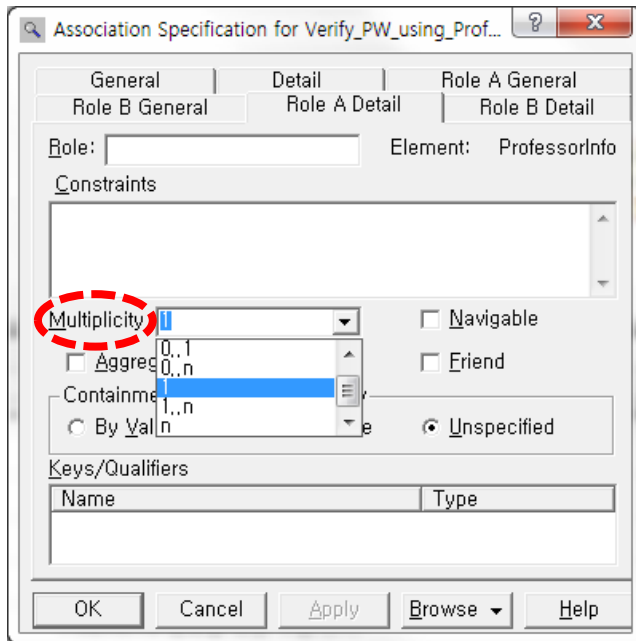 Association Specification for Verify_PW_using_Prof...
General Detail Role A General
Role B General Role A Detail Role B Detail
Role: Element: ProfessorInfo
Constraints
Multiplicity 1 Navigable
0..1
Aggreg Friend
0..n
1
Containme
1..n
By Val e Unspecified
n
Keys/Qualifiers
Name Type
OK Cancel Apply Browse Help